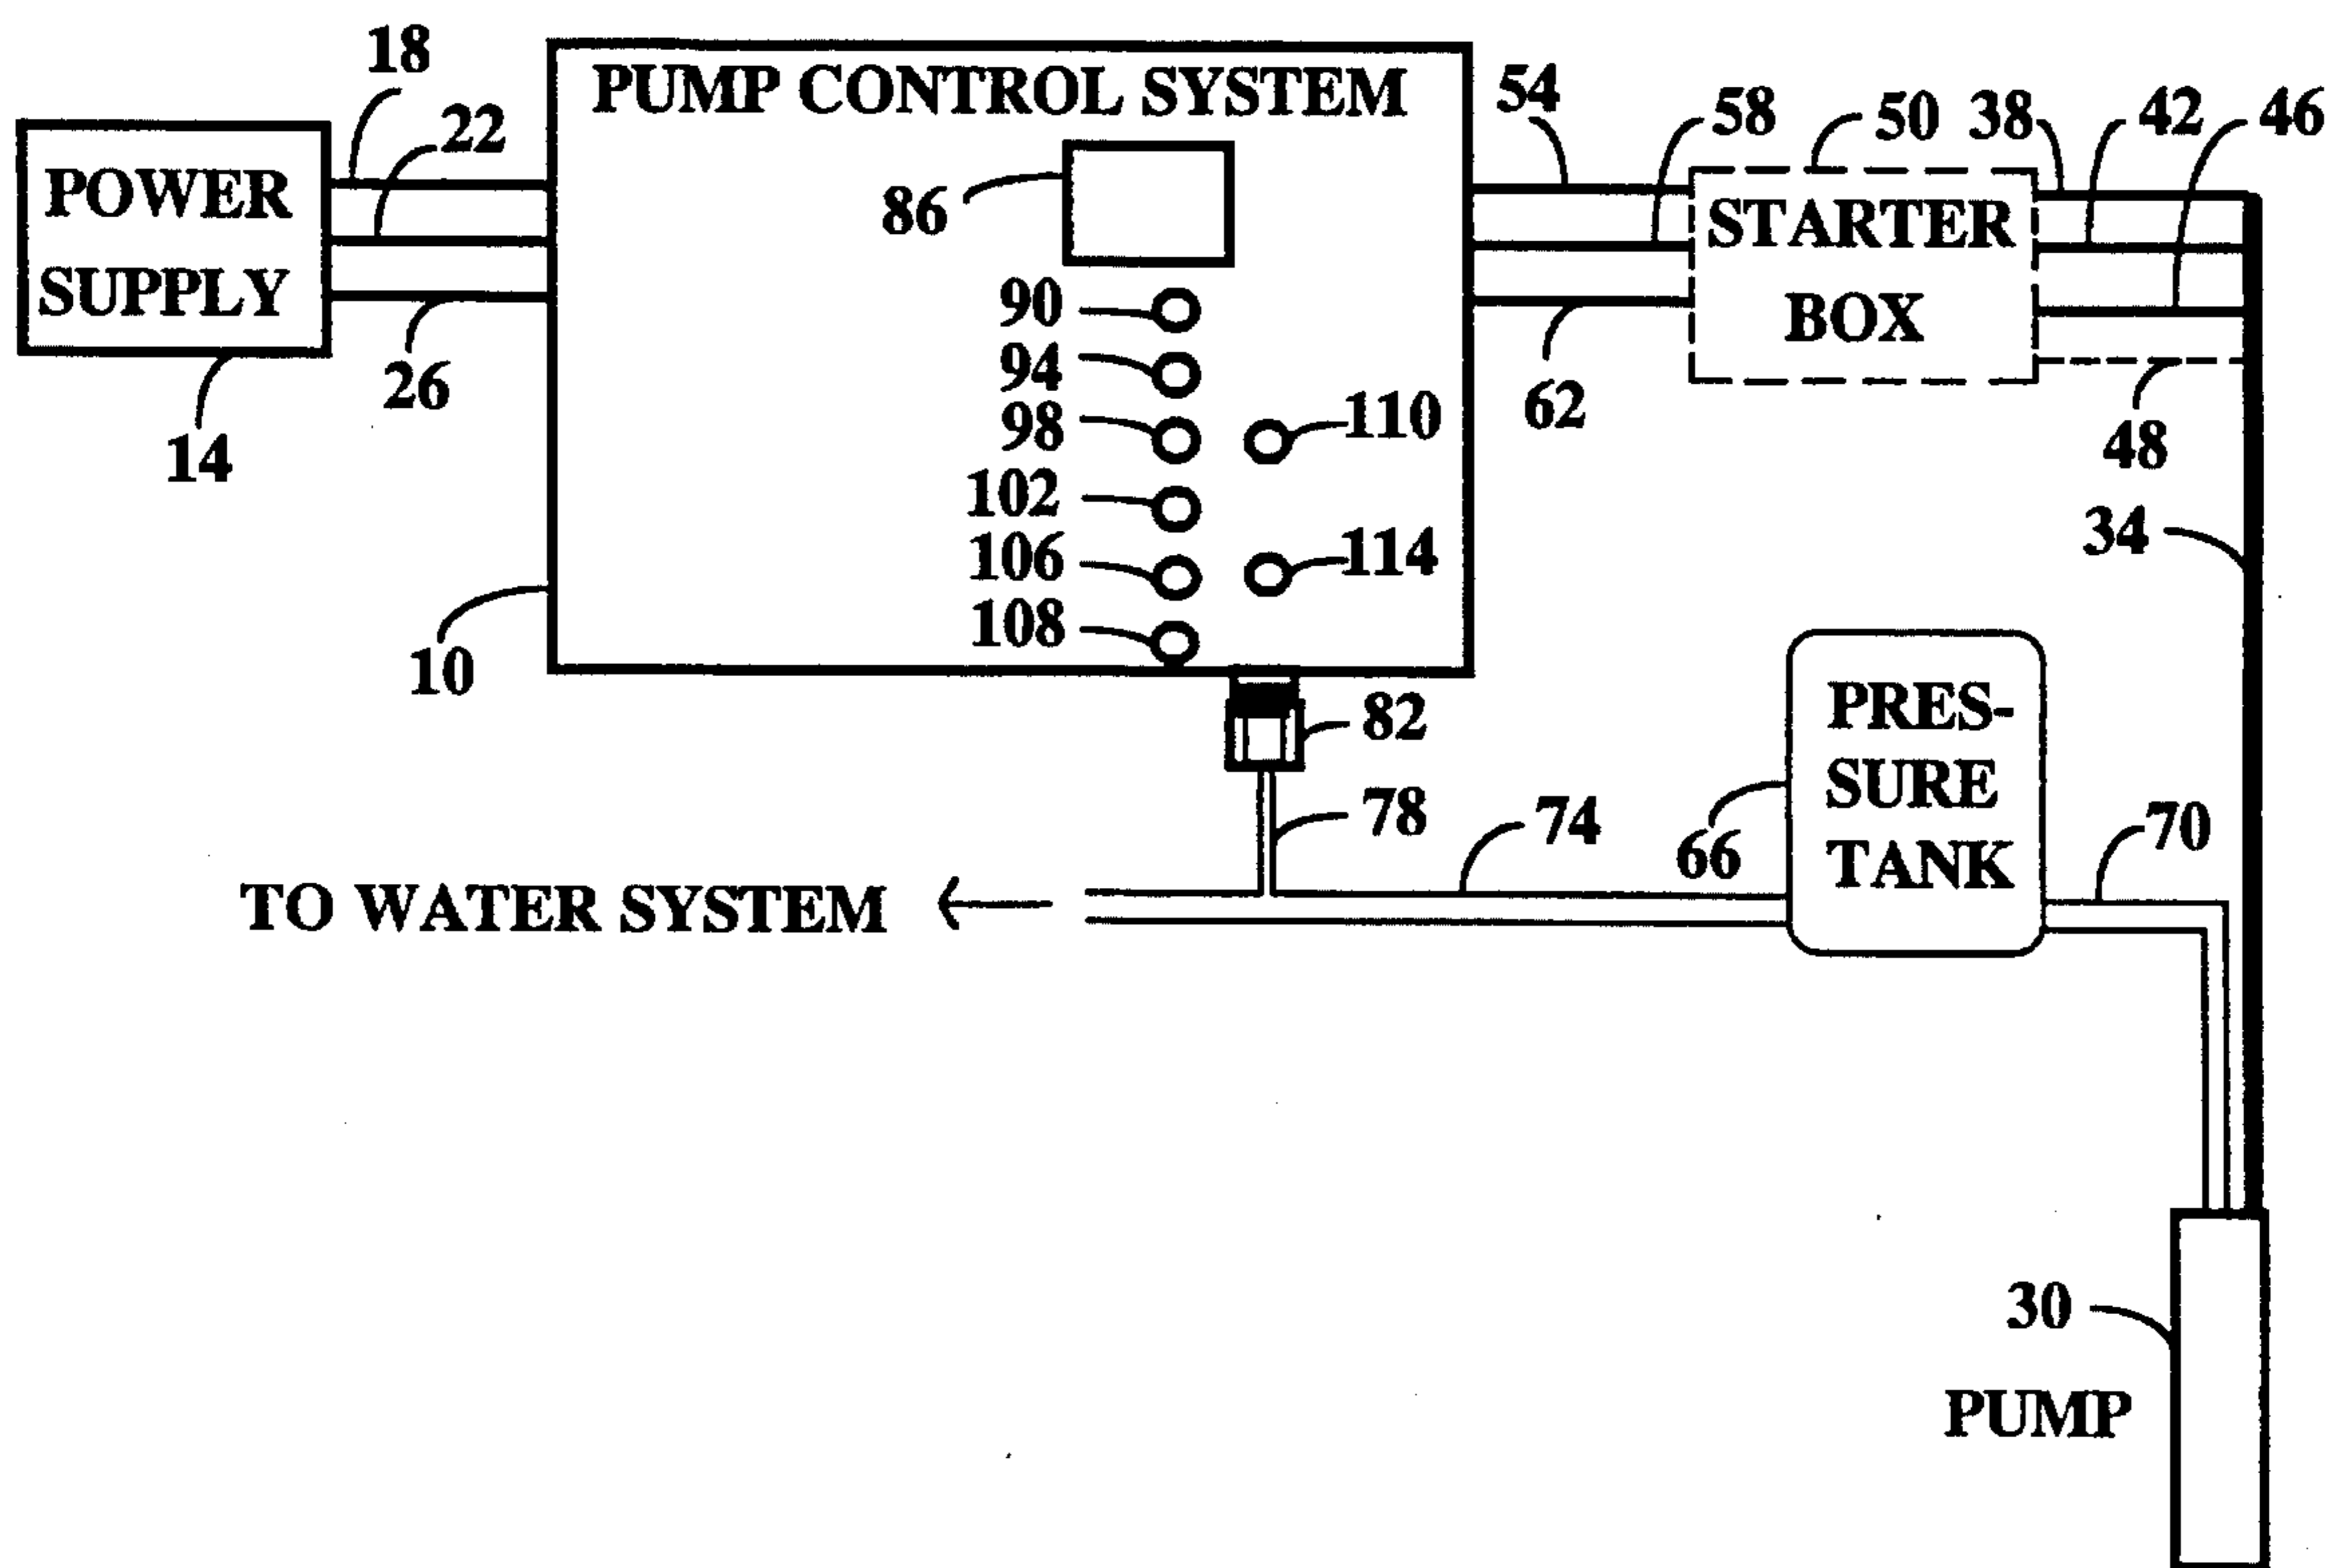 18
PUMP CONTROL SYSTEM
54
22
58
50
38
42
46
POWER
SUPPLY
86
STARTER
BOX
90
94
26
62
98
110
48
14
102
34
106
114
108
10
PRES-
SURE
TANK
82
78
74
66
70
TO WATER SYSTEM
30
PUMP